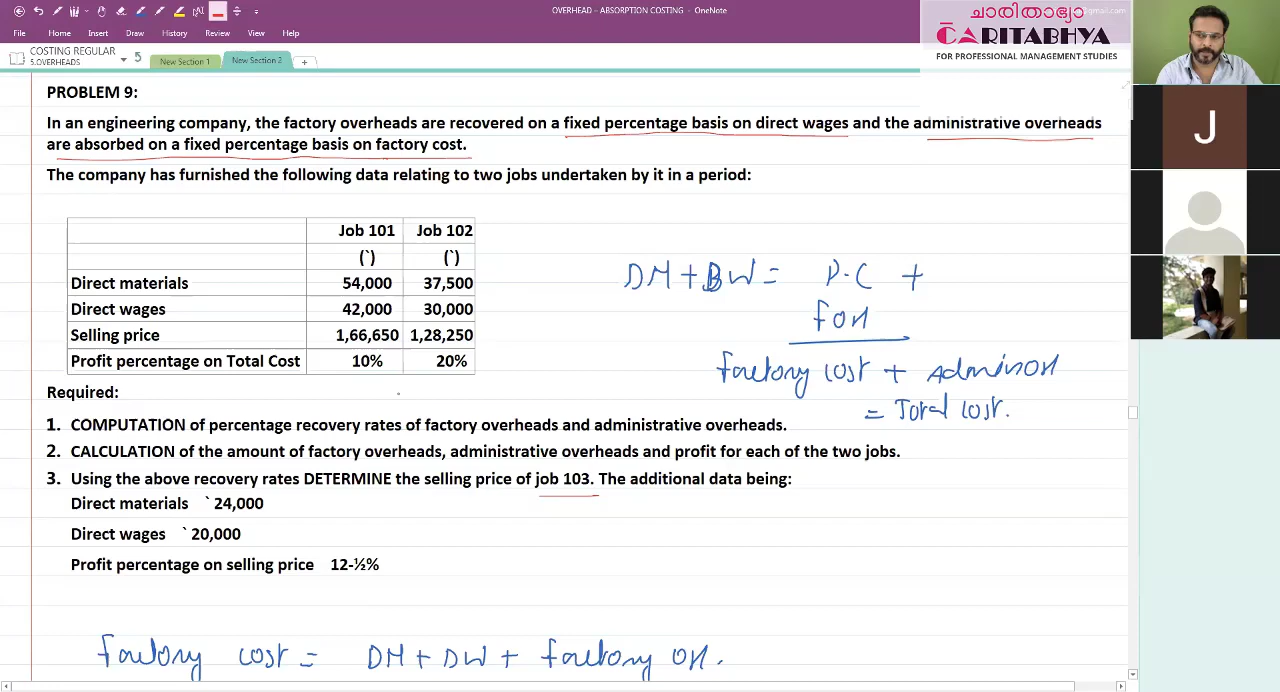 OVERHEAD – ABSORPTION COSTING - OneNote
ചാരിതാഭ്യാ
CARITABHYA
FOR PROFESSIONAL MANAGEMENT STUDIES
File Home Insert Draw History Review View Help
COSTING REGULAR
5.OVERHEADS
5
New Section 1 New Section 2 +
PROBLEM 9:
In an engineering company, the factory overheads are recovered on a fixed percentage basis on direct wages and the administrative overheads
are absorbed on a fixed percentage basis on factory cost.
The company has furnished the following data relating to two jobs undertaken by it in a period:
Job 101 Job 102
(`) (`)
Direct materials 54,000 37,500
Direct wages 42,000 30,000
Selling price 1,66,650 1,28,250
Profit percentage on Total Cost 10% 20%
DM + DW = P.C +
FOH
Factory cost + Admin OH
= Total cost.
Required:
1. COMPUTATION of percentage recovery rates of factory overheads and administrative overheads.
2. CALCULATION of the amount of factory overheads, administrative overheads and profit for each of the two jobs.
3. Using the above recovery rates DETERMINE the selling price of job 103. The additional data being:
Direct materials ` 24,000
Direct wages ` 20,000
Profit percentage on selling price 12-½%
Factory cost = DM + DW + Factory OH.
J